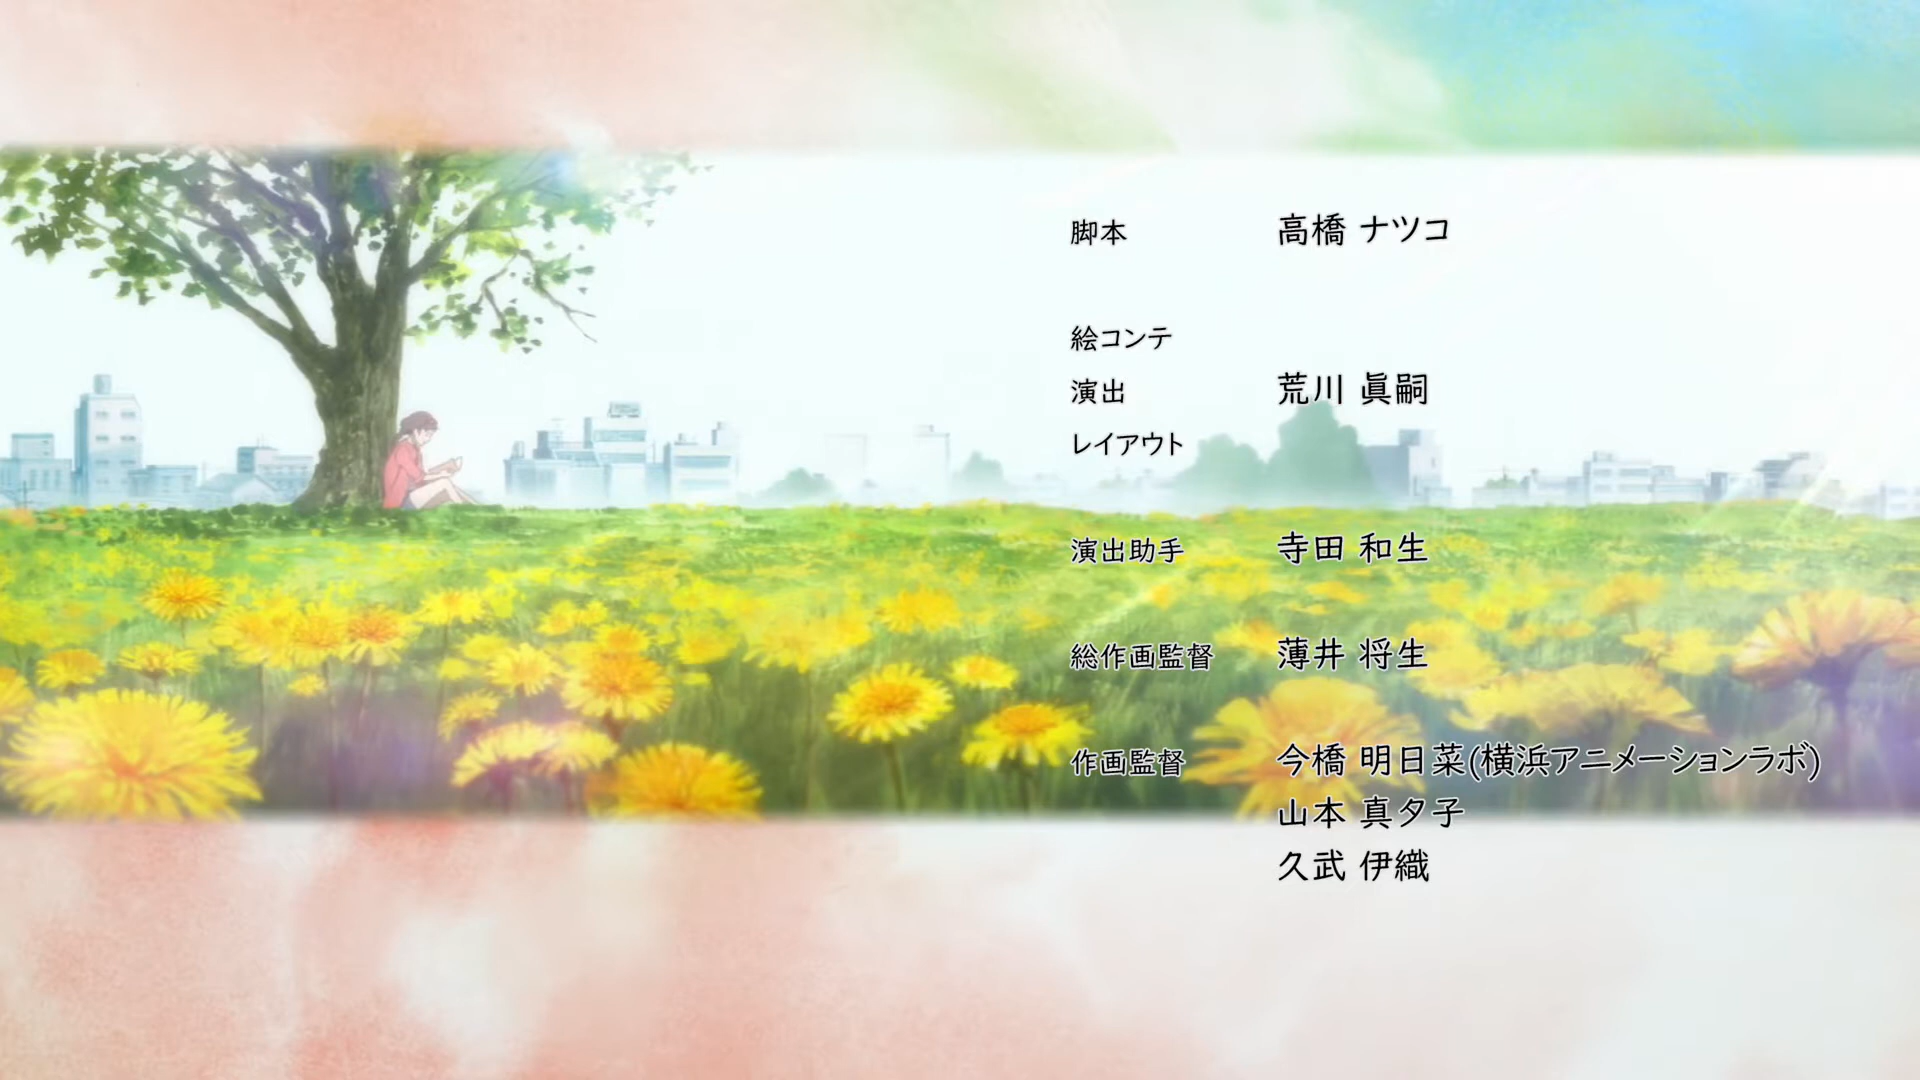 脚本 高橋 ナツコ
絵コンテ
演出 荒川 眞嗣
レイアウト
演出助手 寺田 和生
総作画監督 薄井 将生
作画監督 今橋 明日菜(横浜アニメーションラボ)
山本 真夕子
久武 伊織